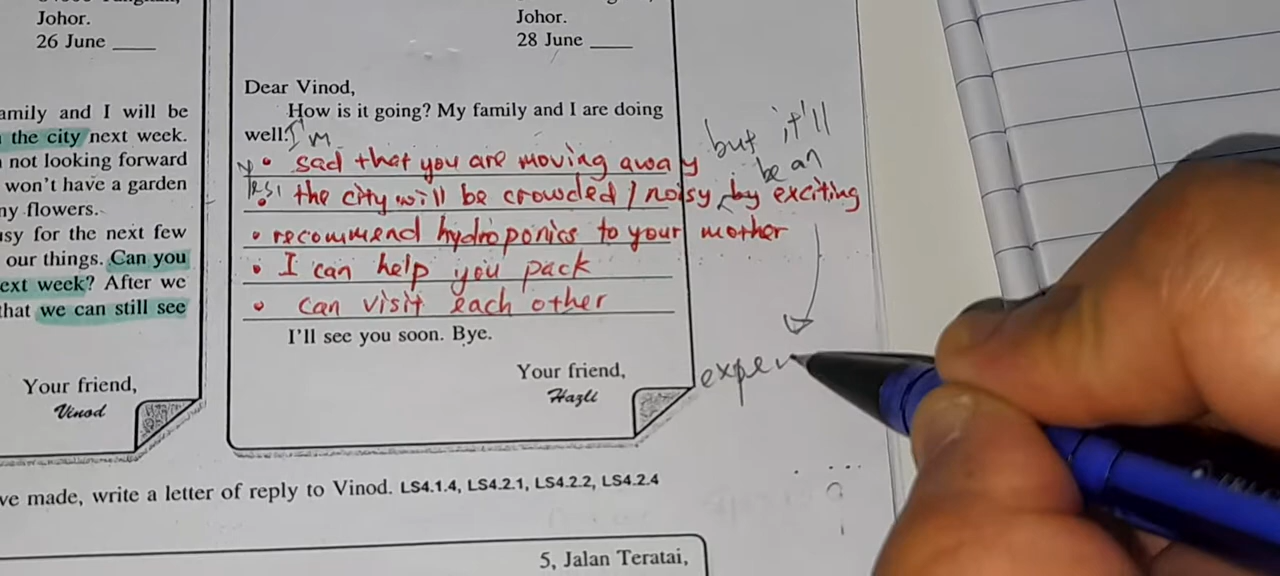 Johor.
26 June ____
amily and I will be
the city next week.
not looking forward
won't have a garden
ny flowers.
usy for the next few
our things. Can you
ext week? After we
that we can still see
Your friend,
Vinod
Johor.
28 June ____
Dear Vinod,
How is it going? My family and I are doing
well. I'm
• sad that you are moving away
but it'll
be an
Yes! the city will be crowded / noisy, by exciting
• recommend hydroponics to your mother
• I can help you pack
• can visit each other
I'll see you soon. Bye.
Your friend,
Hazli
exper
ve made, write a letter of reply to Vinod. LS4.1.4, LS4.2.1, LS4.2.2, LS4.2.4
5, Jalan Teratai,